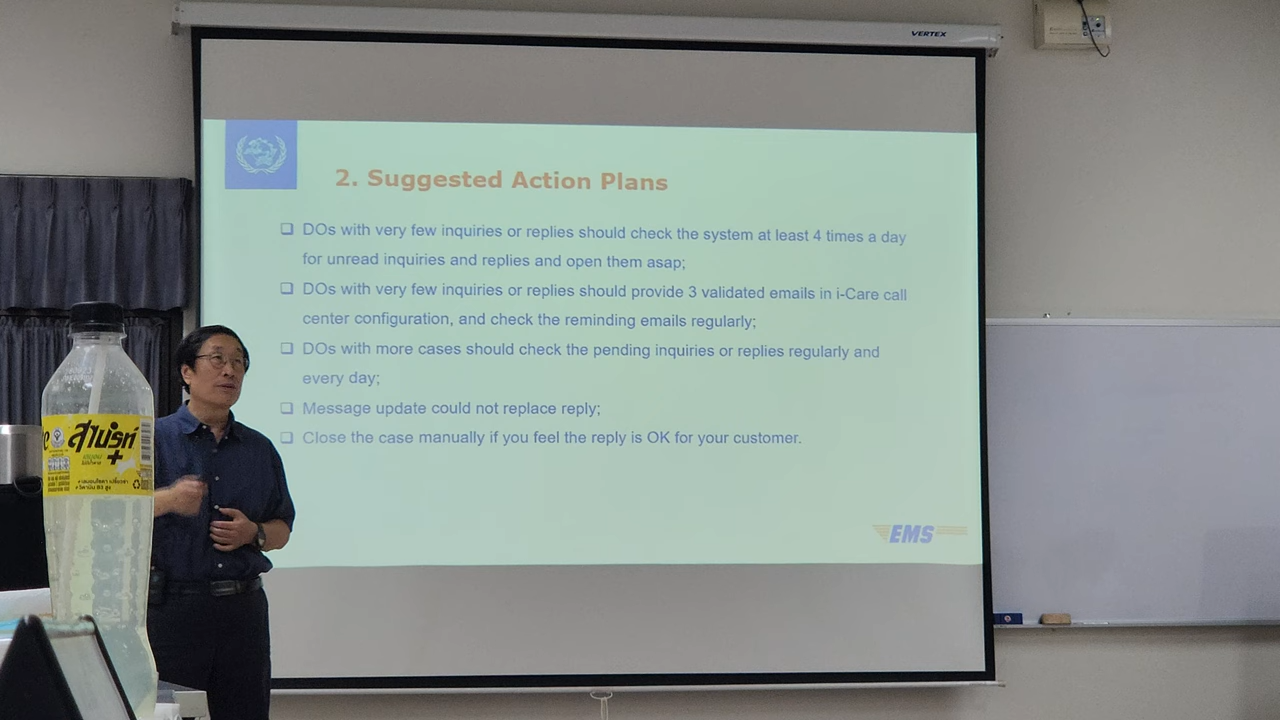 VERTEX
2. Suggested Action Plans
❑ DOs with very few inquiries or replies should check the system at least 4 times a day
for unread inquiries and replies and open them asap;
❑ DOs with very few inquiries or replies should provide 3 validated emails in i-Care call
center configuration, and check the reminding emails regularly;
❑ DOs with more cases should check the pending inquiries or replies regularly and
every day;
❑ Message update could not replace reply;
❑ Close the case manually if you feel the reply is OK for your customer.
EMS
+